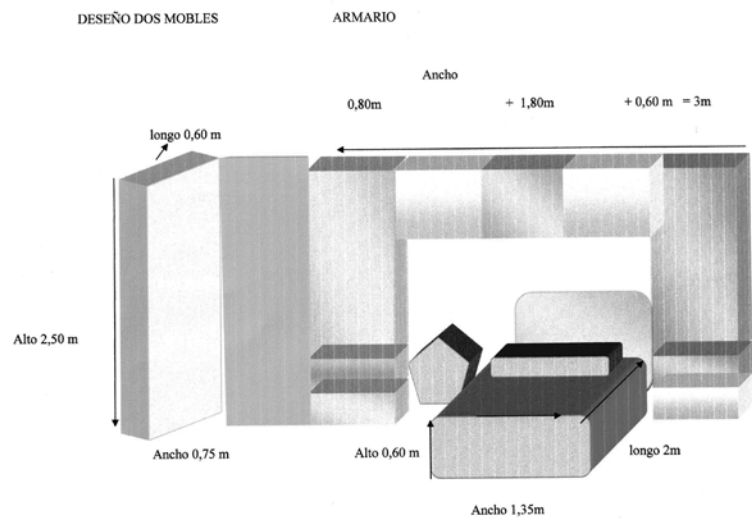 DESEÑO DOS MOBLES ARMARIO
Ancho
0,80m + 1,80m + 0,60 m = 3m
longo 0,60 m
Alto 2,50 m
Ancho 0,75 m
Alto 0,60 m
longo 2m
Ancho 1,35m